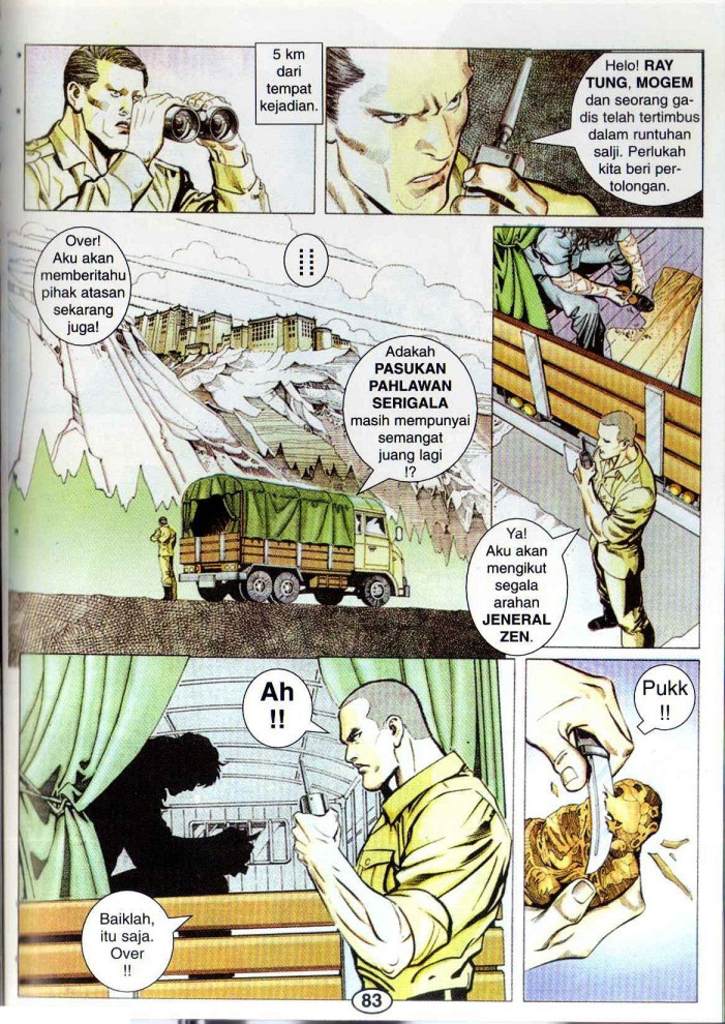 5 km
dari
tempat
kejadian.
Helo! RAY
TUNG, MOGEM
dan seorang ga-
dis telah tertimbus
dalam runtuhan
salji. Perlukah
kita beri per-
tolongan.
Over!
Aku akan
memberitahu
pihak atasan
sekarang
juga!
!!
Adakah
PASUKAN
PAHLAWAN
SERIGALA
masih mempunyai
semangat
juang lagi
!?
Ya!
Aku akan
mengikut
segala
arahan
JENERAL
ZEN.
Ah
!!
Baiklah,
itu saja.
Over
!!
Pukk
!!
83